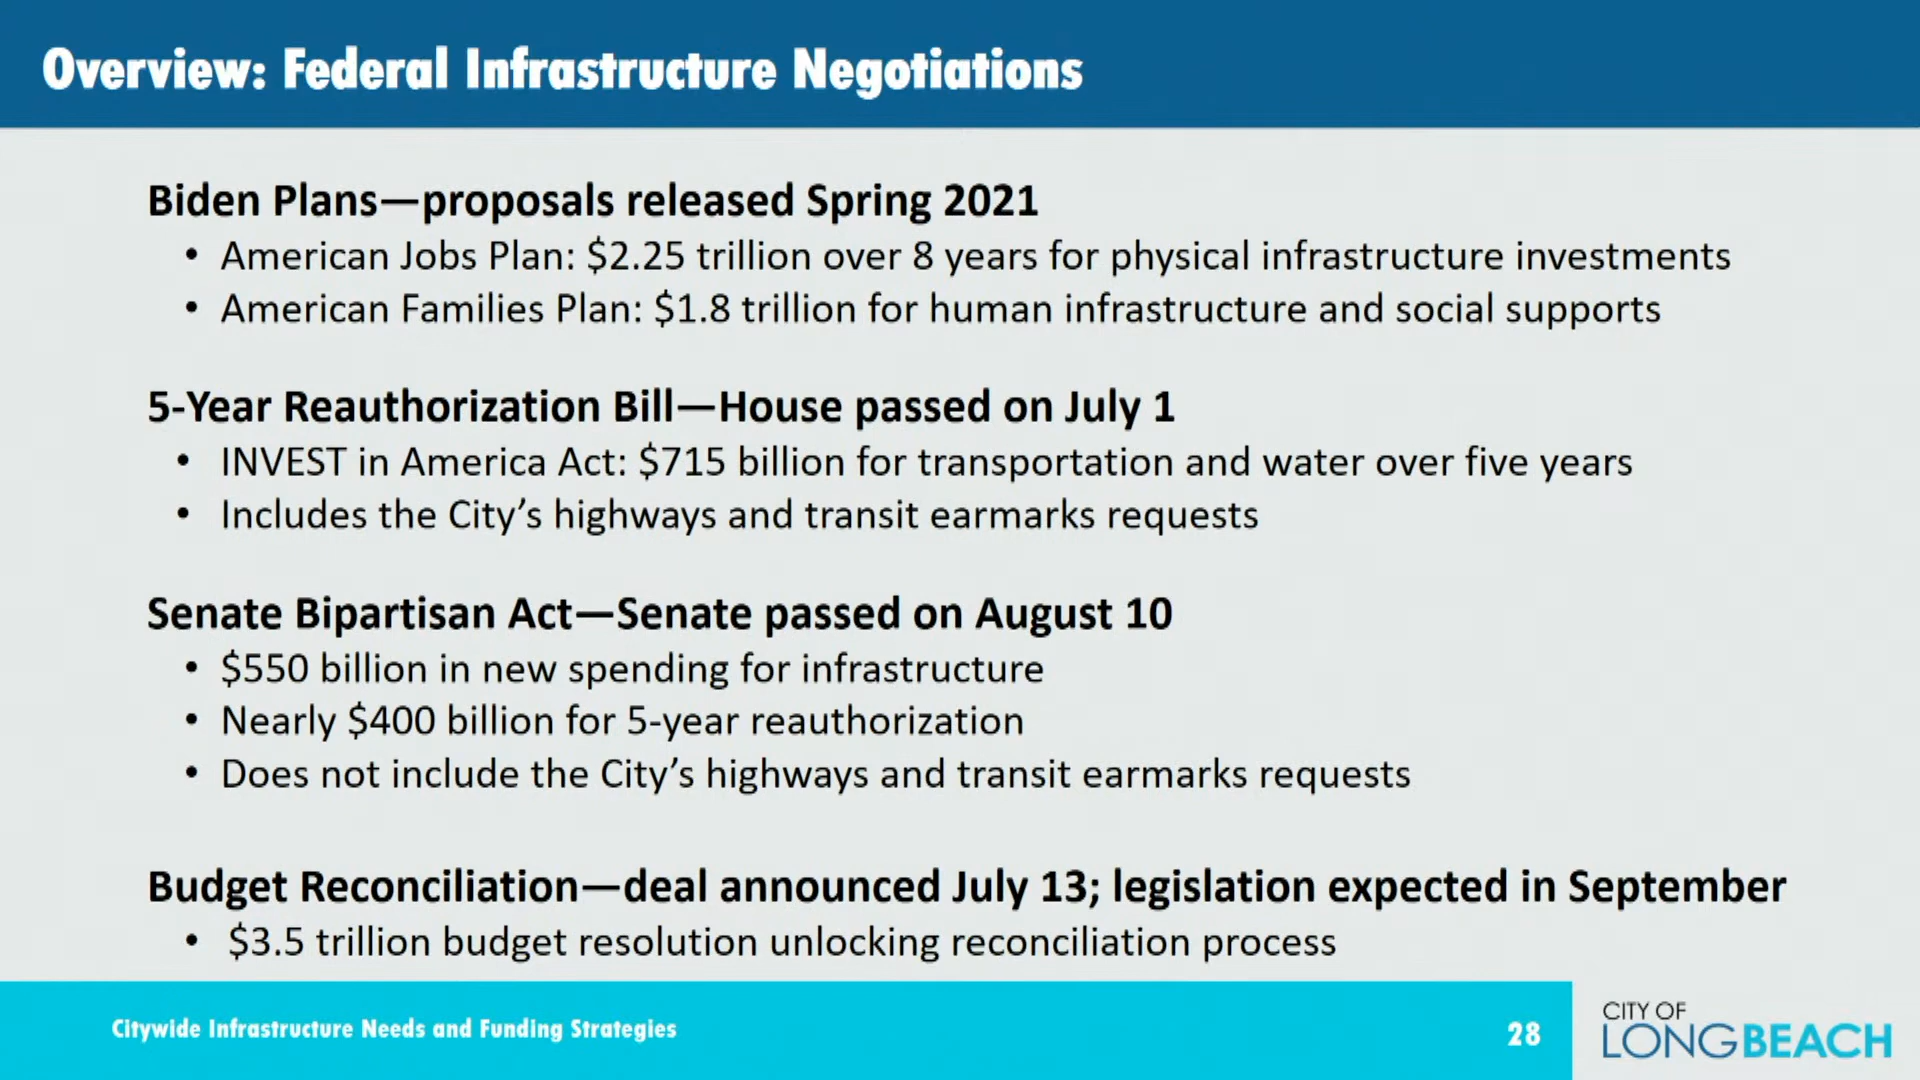 Overview: Federal Infrastructure Negotiations
Biden Plans—proposals released Spring 2021
• American Jobs Plan: $2.25 trillion over 8 years for physical infrastructure investments
• American Families Plan: $1.8 trillion for human infrastructure and social supports
5-Year Reauthorization Bill—House passed on July 1
• INVEST in America Act: $715 billion for transportation and water over five years
• Includes the City’s highways and transit earmarks requests
Senate Bipartisan Act—Senate passed on August 10
• $550 billion in new spending for infrastructure
• Nearly $400 billion for 5-year reauthorization
• Does not include the City’s highways and transit earmarks requests
Budget Reconciliation—deal announced July 13; legislation expected in September
• $3.5 trillion budget resolution unlocking reconciliation process
Citywide Infrastructure Needs and Funding Strategies
28
CITY OF
LONGBEACH